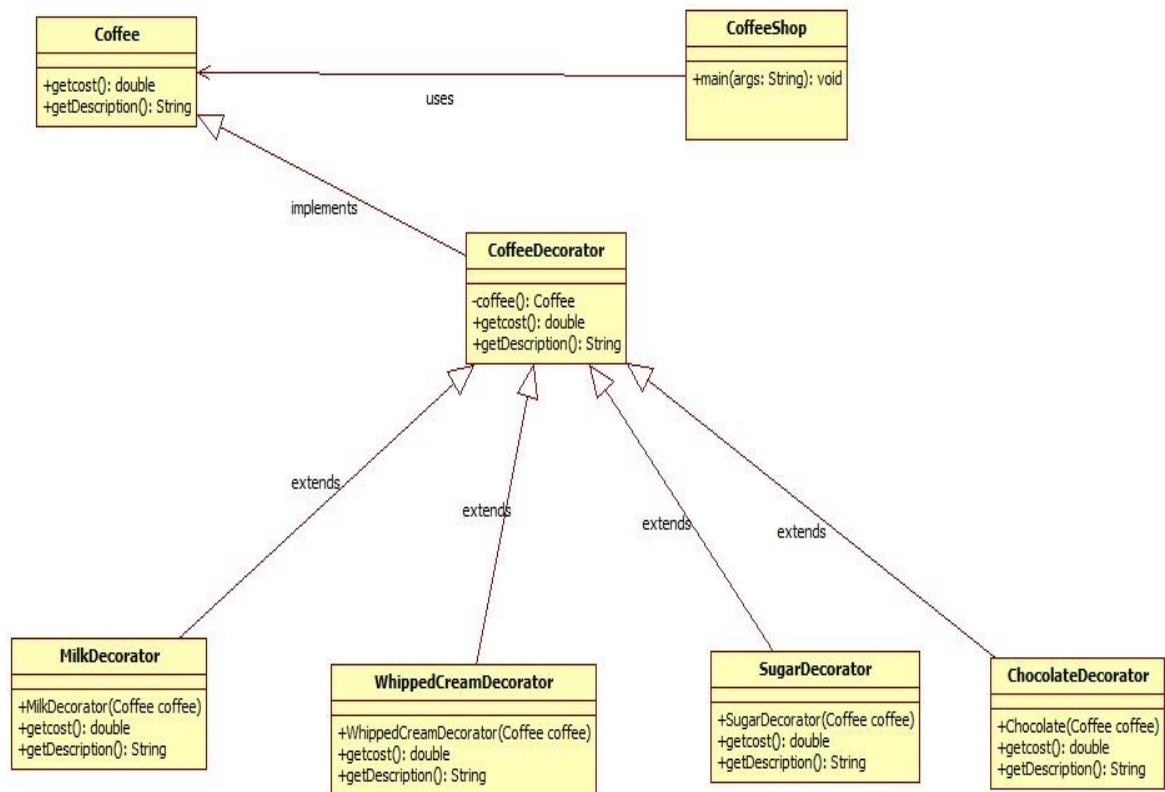 Coffee
+getcost(): double
+getDescription(): String
CoffeeShop
+main(args: String): void
uses
implements
CoffeeDecorator
-coffee(): Coffee
+getcost(): double
+getDescription(): String
extends
extends
extends
extends
MilkDecorator
+MilkDecorator(Coffee coffee)
+getcost(): double
+getDescription(): String
WhippedCreamDecorator
+WhippedCreamDecorator(Coffee coffee)
+getcost(): double
+getDescription(): String
SugarDecorator
+SugarDecorator(Coffee coffee)
+getcost(): double
+getDescription(): String
ChocolateDecorator
+Chocolate(Coffee coffee)
+getcost(): double
+getDescription(): String